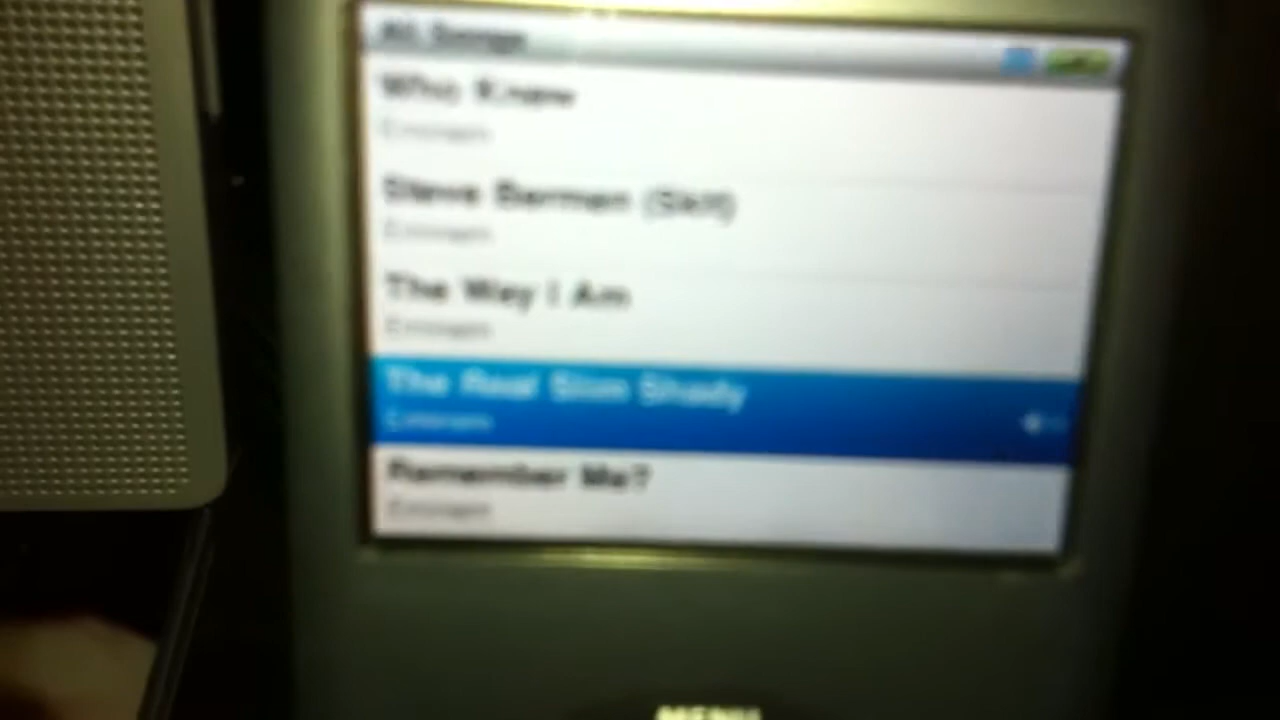 All Songs
Who Knew
Eminem
Steve Berman (Skit)
Eminem
The Way I Am
Eminem
The Real Slim Shady
Eminem
Remember Me?
Eminem
MENU